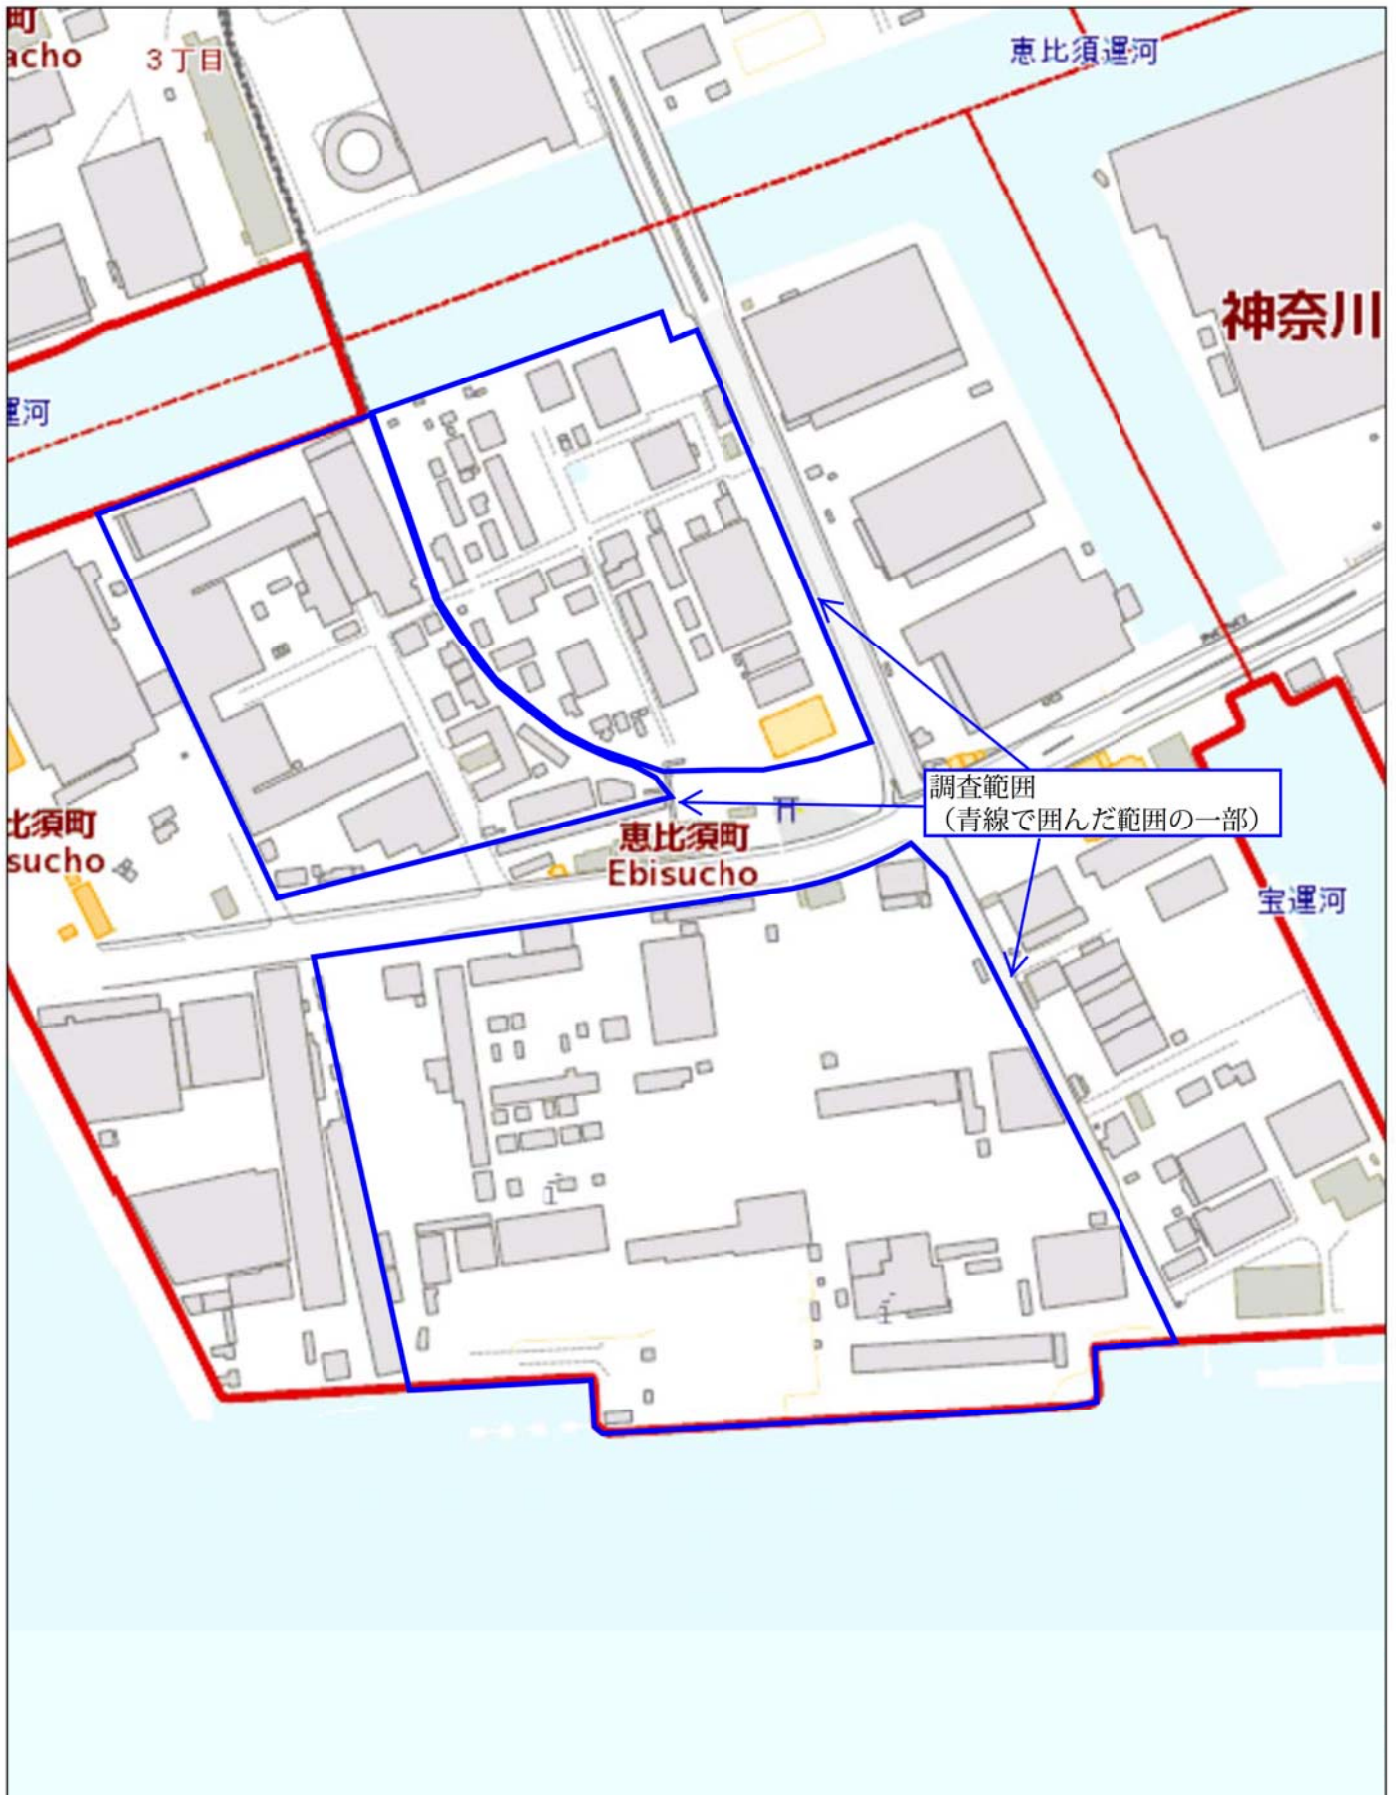 町
acho
3丁目
恵比須運河
神奈川
運河
調査範囲
（青線で囲んだ範囲の一部）
比須町
sucho
恵比須町
Ebisucho
宝運河